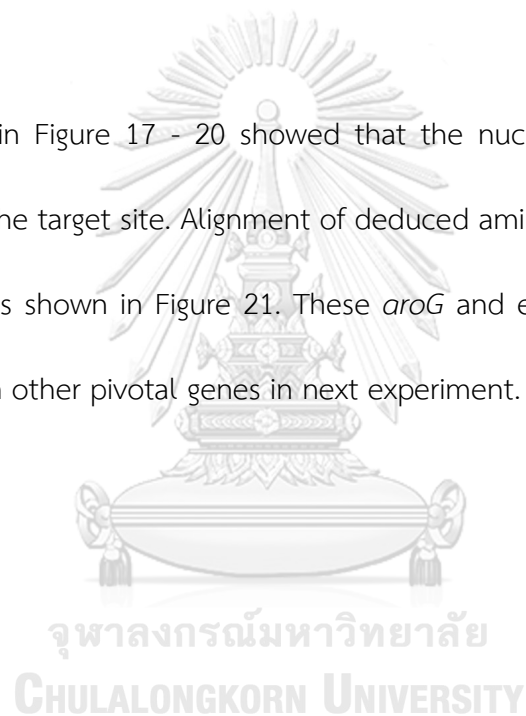 in Figure 17 - 20 showed that the nuc
ne target site. Alignment of deduced ami
s shown in Figure 21. These aroG and e
other pivotal genes in next experiment.
จุฬาลงกรณ์มหาวิทยาลัย
CHULALONGKORN UNIVERSITY